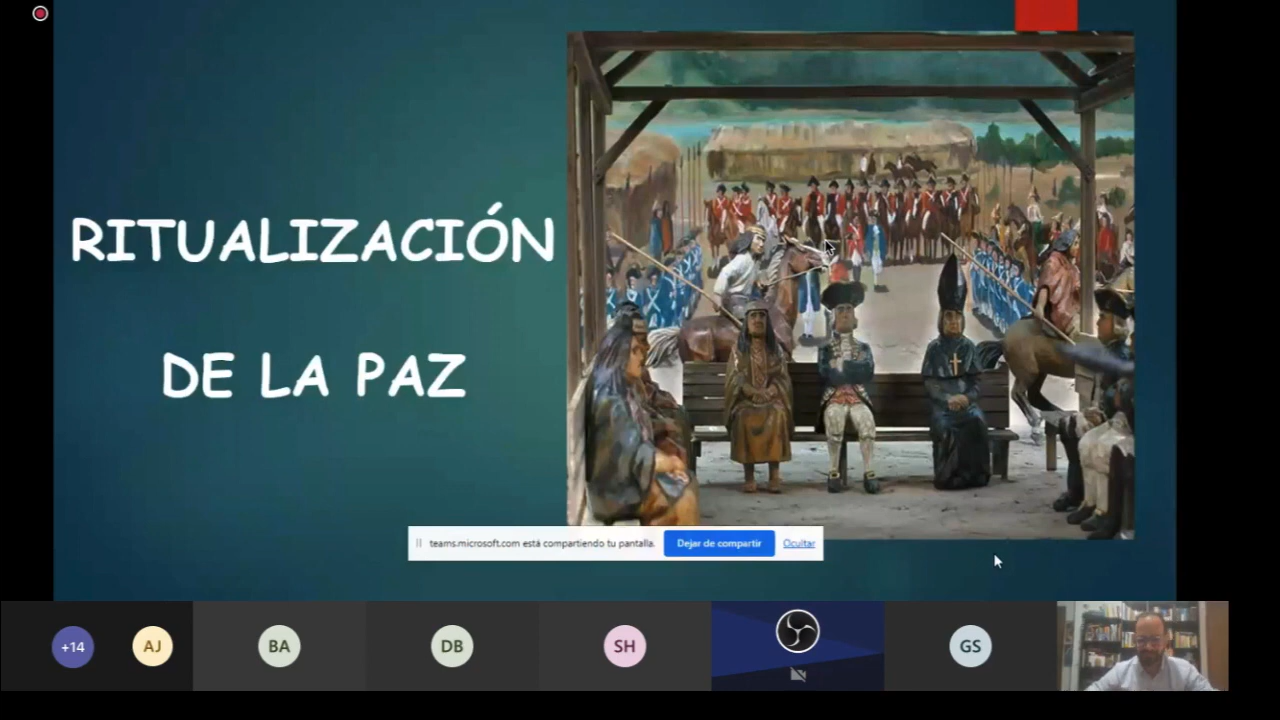 RITUALIZACIÓN
DE LA PAZ
teams.microsoft.com está compartiendo tu pantalla. Dejar de compartir Ocultar
+14 AJ BA DB SH GS